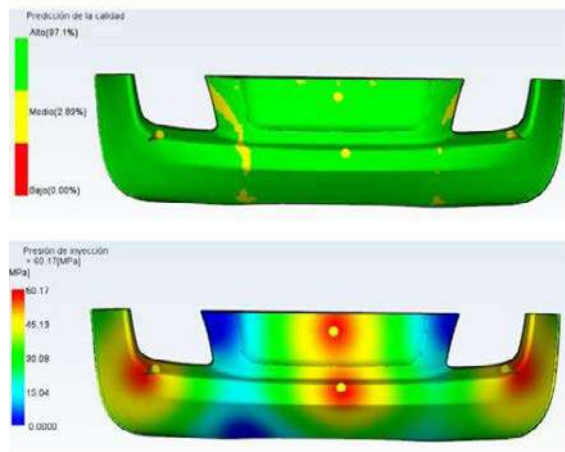 Predicción de la calidad
Alto(97.1%)
Medio(2.89%)
Bajo(0.00%)
Presión de inyección
= 60.17[MPa]
MPa]
60.17
45.13
30.08
15.04
0.0000